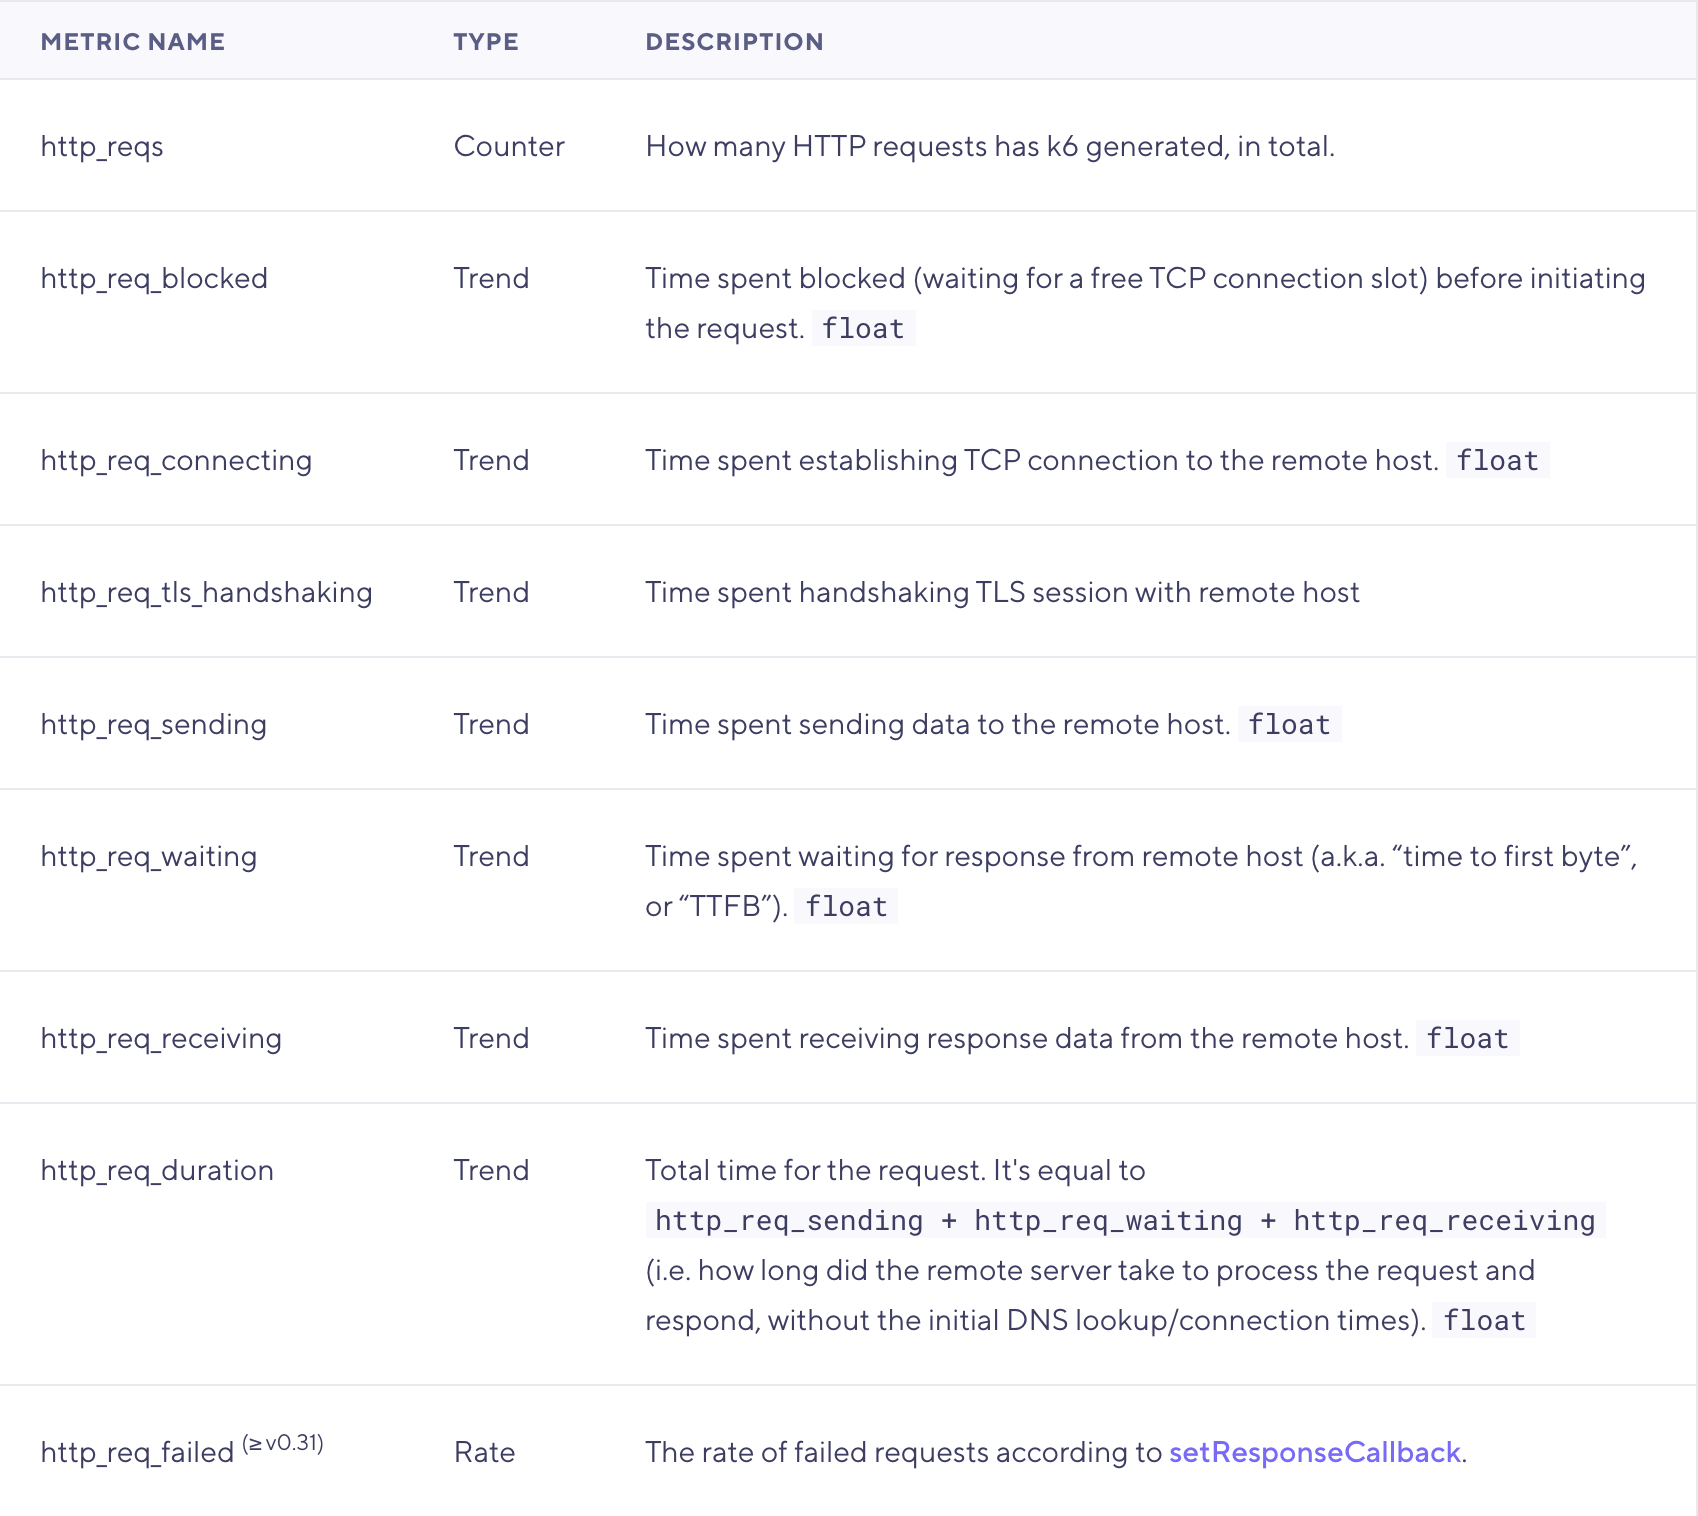 METRIC NAME TYPE DESCRIPTION
http_reqs Counter How many HTTP requests has k6 generated, in total.
http_req_blocked Trend Time spent blocked (waiting for a free TCP connection slot) before initiating
the request. float
http_req_connecting Trend Time spent establishing TCP connection to the remote host. float
http_req_tls_handshaking Trend Time spent handshaking TLS session with remote host
http_req_sending Trend Time spent sending data to the remote host. float
http_req_waiting Trend Time spent waiting for response from remote host (a.k.a. “time to first byte”,
or “TTFB”). float
http_req_receiving Trend Time spent receiving response data from the remote host. float
http_req_duration Trend Total time for the request. It's equal to
http_req_sending + http_req_waiting + http_req_receiving
(i.e. how long did the remote server take to process the request and
respond, without the initial DNS lookup/connection times). float
http_req_failed (≥ v0.31) Rate The rate of failed requests according to setResponseCallback.